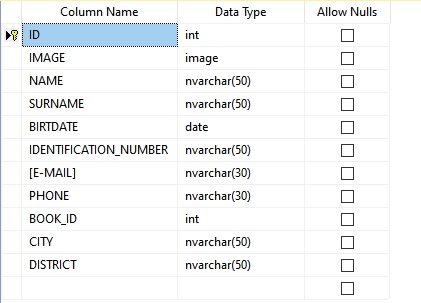 Column Name Data Type Allow Nulls
ID int
IMAGE image
NAME nvarchar(50)
SURNAME nvarchar(50)
BIRTDATE date
IDENTIFICATION_NUMBER nvarchar(50)
[E-MAIL] nvarchar(30)
PHONE nvarchar(30)
BOOK_ID int
CITY nvarchar(50)
DISTRICT nvarchar(50)